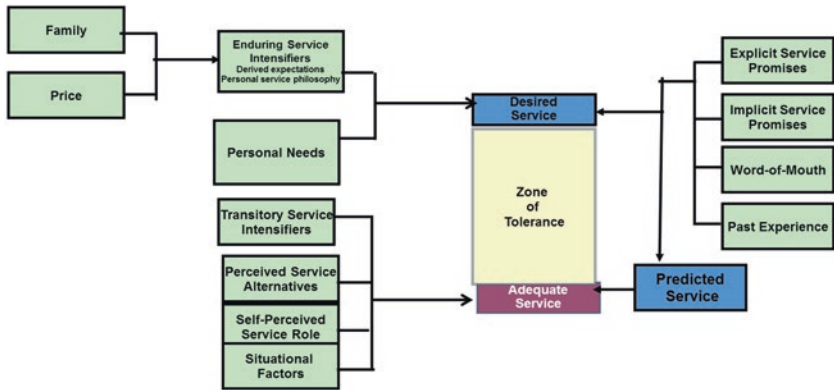 Family
Price
Enduring Service
Intensifiers
Derived expectations
Personal service philosophy
Personal Needs
Transitory Service
Intensifiers
Perceived Service
Alternatives
Self-Perceived
Service Role
Situational
Factors
Desired
Service
Zone
of
Tolerance
Adequate
Service
Predicted
Service
Explicit Service
Promises
Implicit Service
Promises
Word-of-Mouth
Past Experience